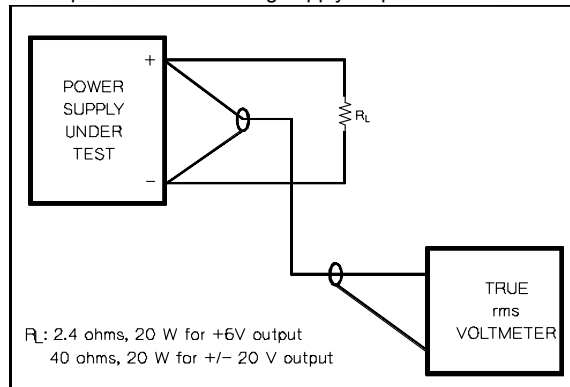 POWER
SUPPLY
UNDER
TEST
+
−
RL
TRUE
rms
VOLTMETER
RL: 2.4 ohms, 20 W for +6V output
40 ohms, 20 W for +/− 20 V output